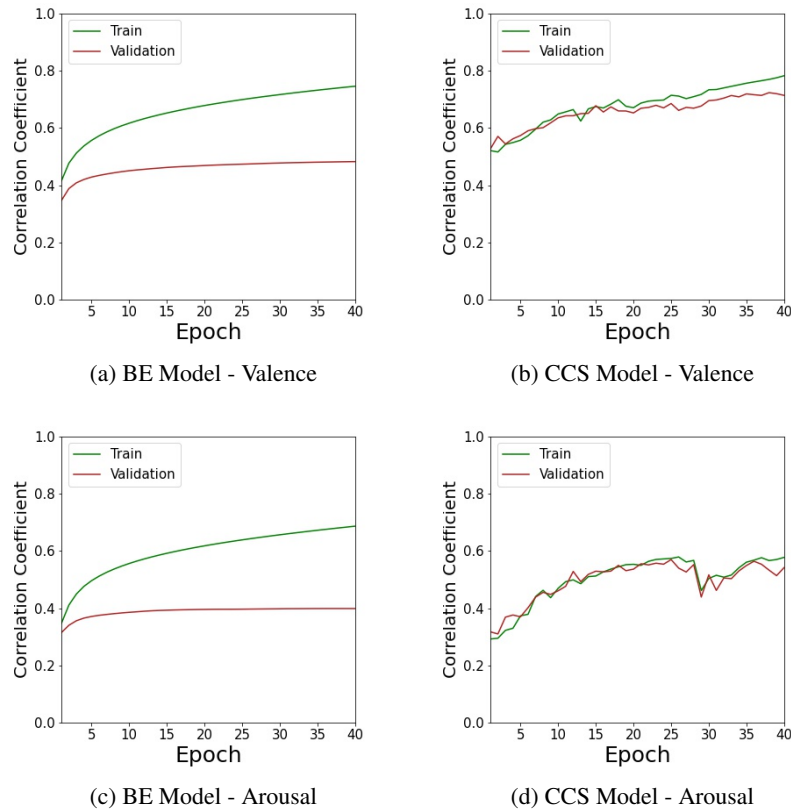 1.0
Train
Validation
0.8
0.6
0.4
0.2
0.0
Correlation Coefficient
5 10 15 20 25 30 35 40
Epoch
(a) BE Model - Valence
1.0
Train
Validation
0.8
0.6
0.4
0.2
0.0
Correlation Coefficient
5 10 15 20 25 30 35 40
Epoch
(b) CCS Model - Valence
1.0
Train
Validation
0.8
0.6
0.4
0.2
0.0
Correlation Coefficient
5 10 15 20 25 30 35 40
Epoch
(c) BE Model - Arousal
1.0
Train
Validation
0.8
0.6
0.4
0.2
0.0
Correlation Coefficient
5 10 15 20 25 30 35 40
Epoch
(d) CCS Model - Arousal